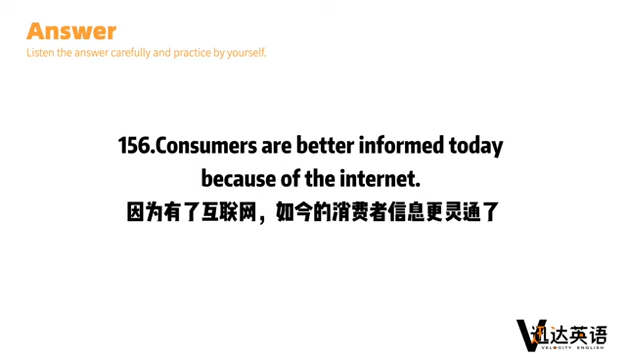 Answer
Listen the answer carefully and practice by yourself.
156.Consumers are better informed today
because of the internet.
因为有了互联网，如今的消费者信息更灵通了
迅达英语
VELOCITY ENGLISH